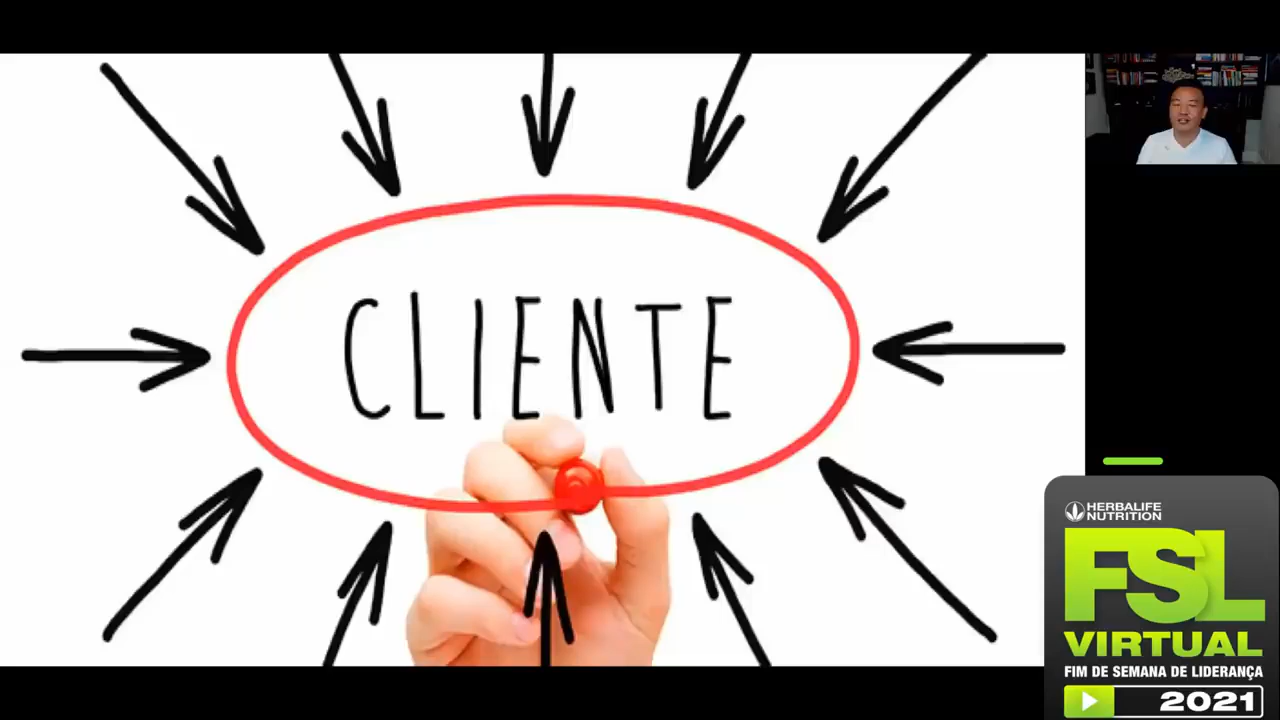 CLIENTE
HERBALIFE
NUTRITION
FSL
VIRTUAL
FIM DE SEMANA DE LIDERANÇA
2021